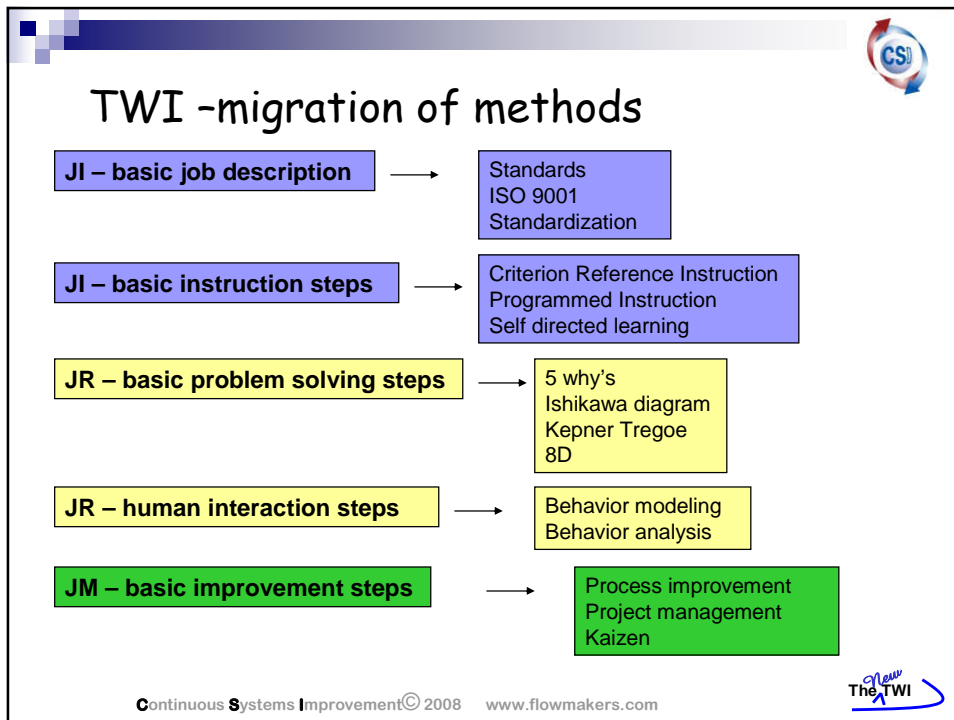 CSI
TWI –migration of methods
JI – basic job description
Standards
ISO 9001
Standardization
JI – basic instruction steps
Criterion Reference Instruction
Programmed Instruction
Self directed learning
JR – basic problem solving steps
5 why's
Ishikawa diagram
Kepner Tregoe
8D
JR – human interaction steps
Behavior modeling
Behavior analysis
JM – basic improvement steps
Process improvement
Project management
Kaizen
Continuous Systems Improvement© 2008 www.flowmakers.com
The New TWI